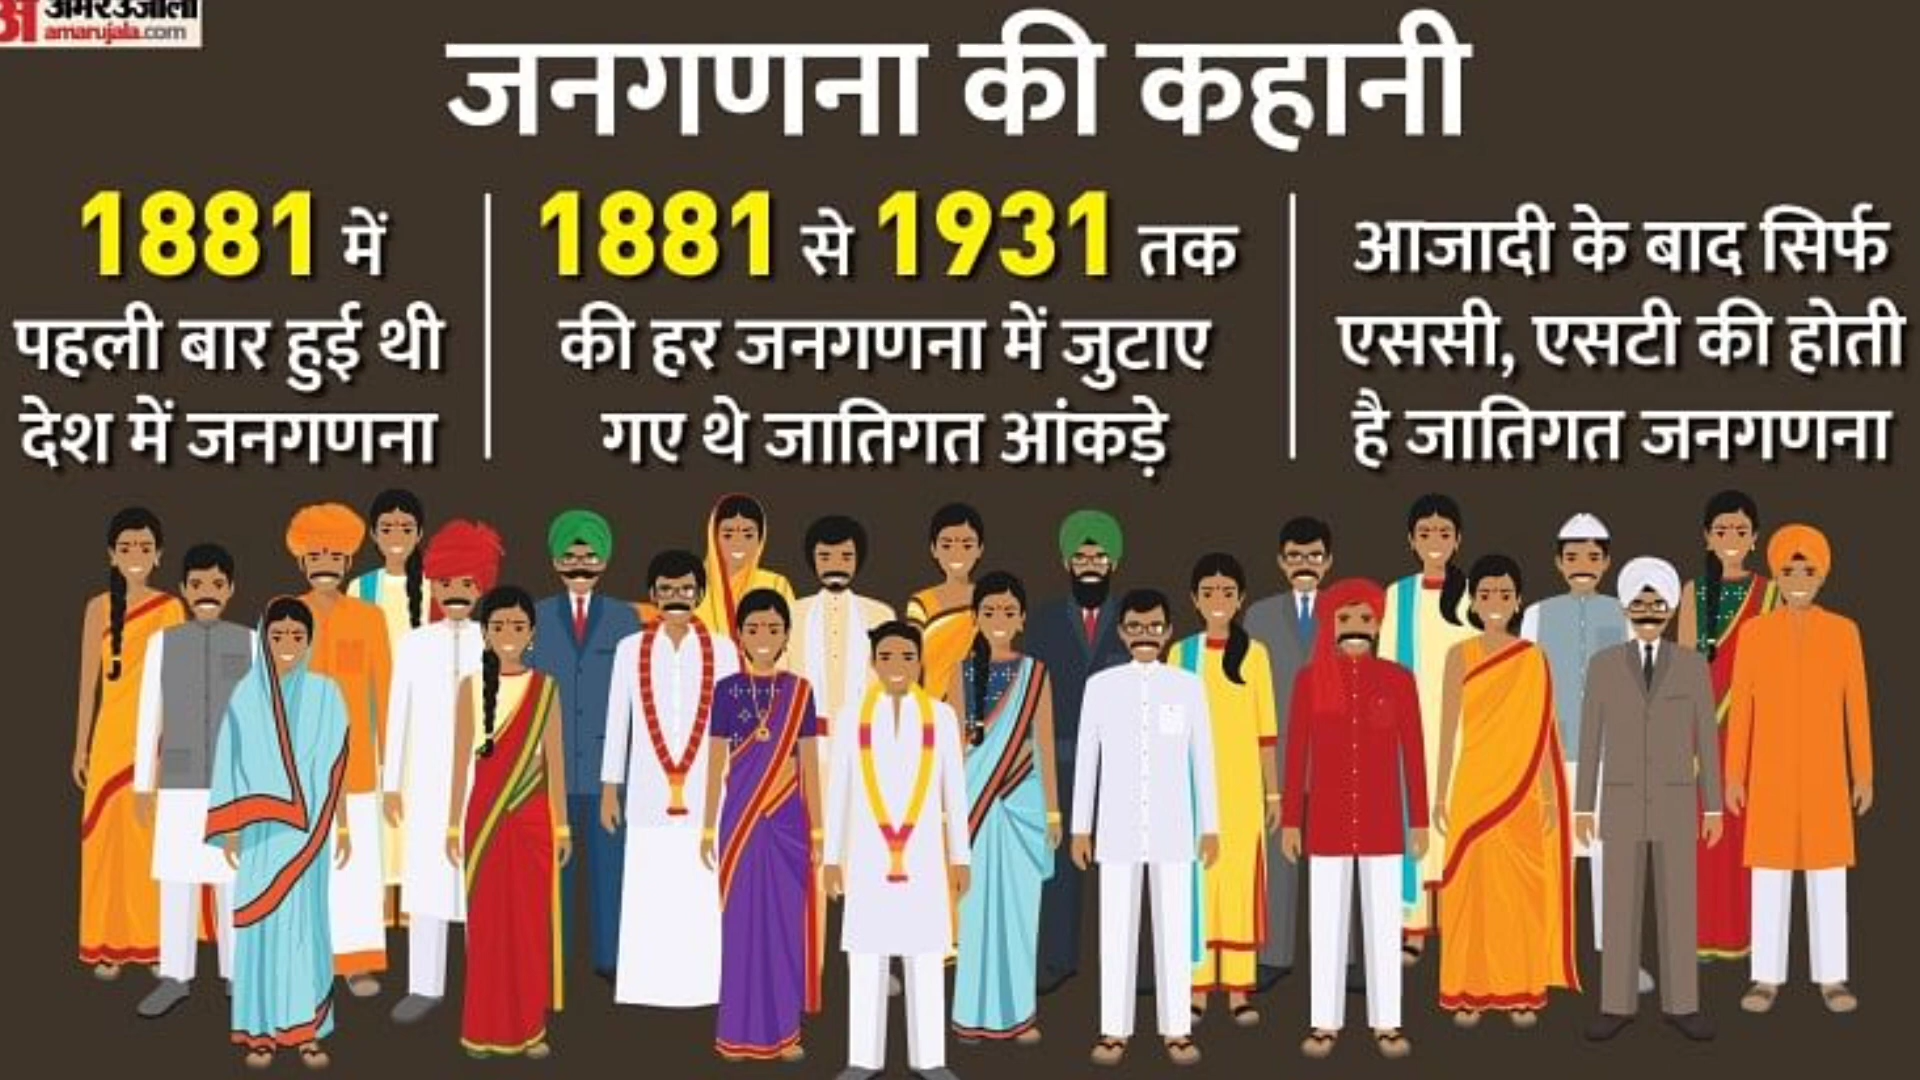 अमर उजाला
amarujala.com
जनगणना की कहानी
1881 में
पहली बार हुई थी
देश में जनगणना
1881 से 1931 तक
की हर जनगणना में जुटाए
गए थे जातिगत आंकड़े
आजादी के बाद सिर्फ
एससी, एसटी की होती
है जातिगत जनगणना